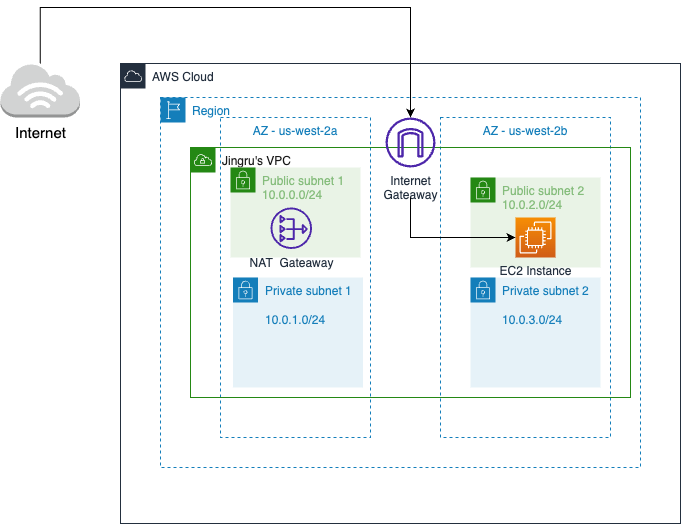 Internet
AWS Cloud
Region
AZ - us-west-2a
AZ - us-west-2b
Jingru's VPC
Internet
Gateaway
Public subnet 1
10.0.0.0/24
NAT Gateaway
Public subnet 2
10.0.2.0/24
EC2 Instance
Private subnet 1
10.0.1.0/24
Private subnet 2
10.0.3.0/24